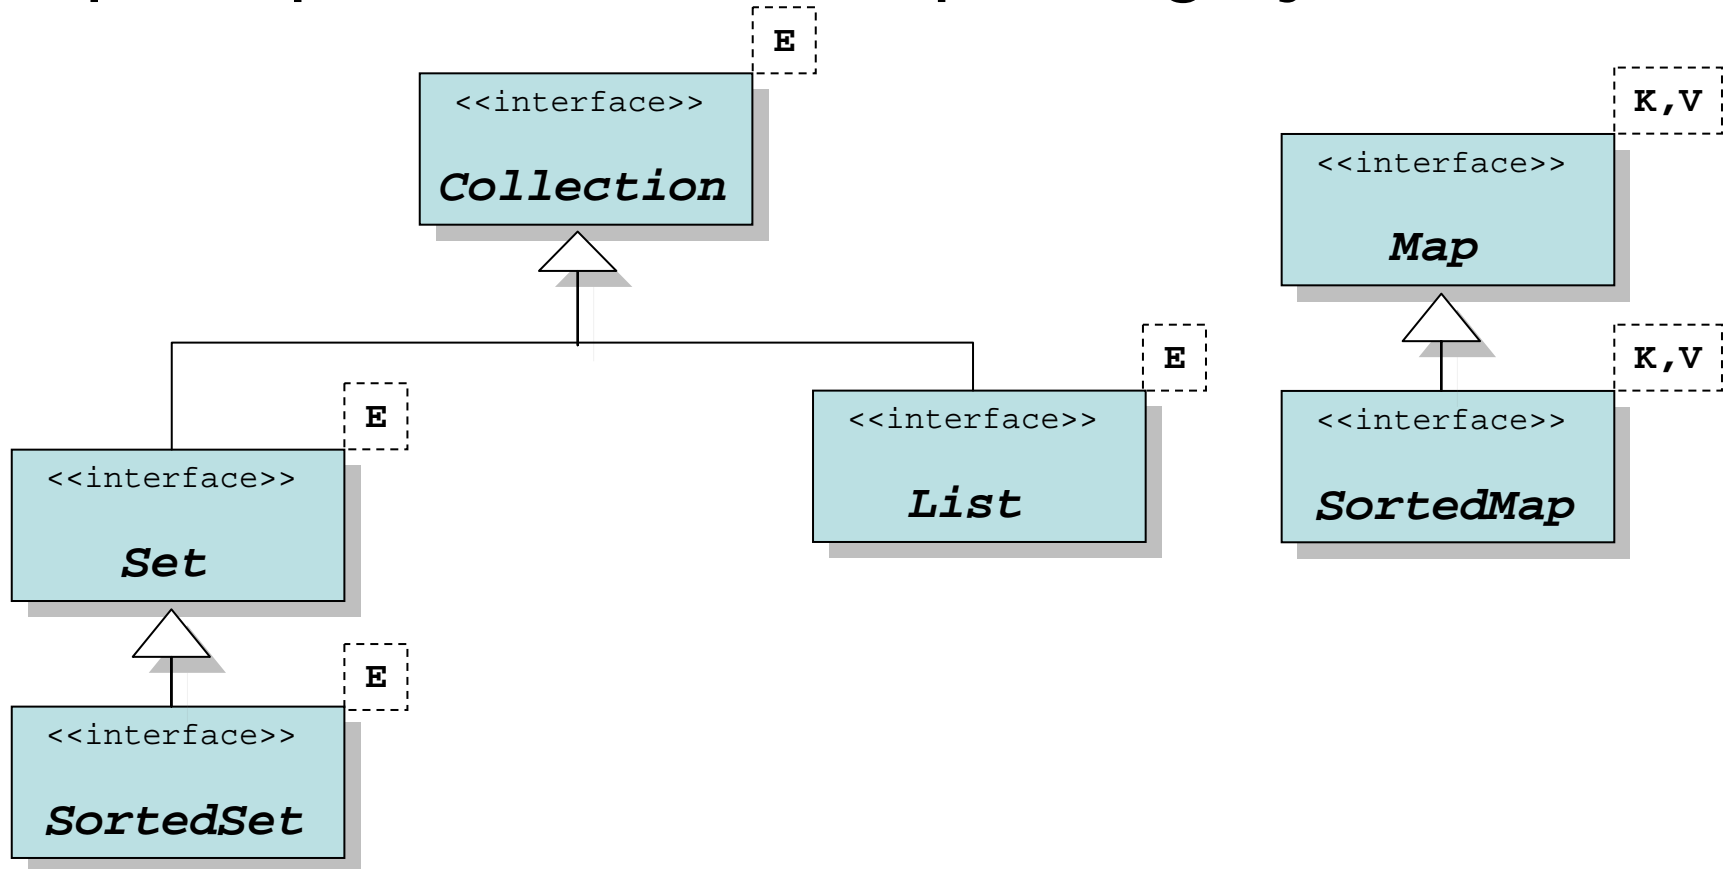 E
<<interface>>
Collection
K,V
<<interface>>
Map
E
<<interface>>
Set
E
<<interface>>
List
K,V
<<interface>>
SortedMap
E
<<interface>>
SortedSet